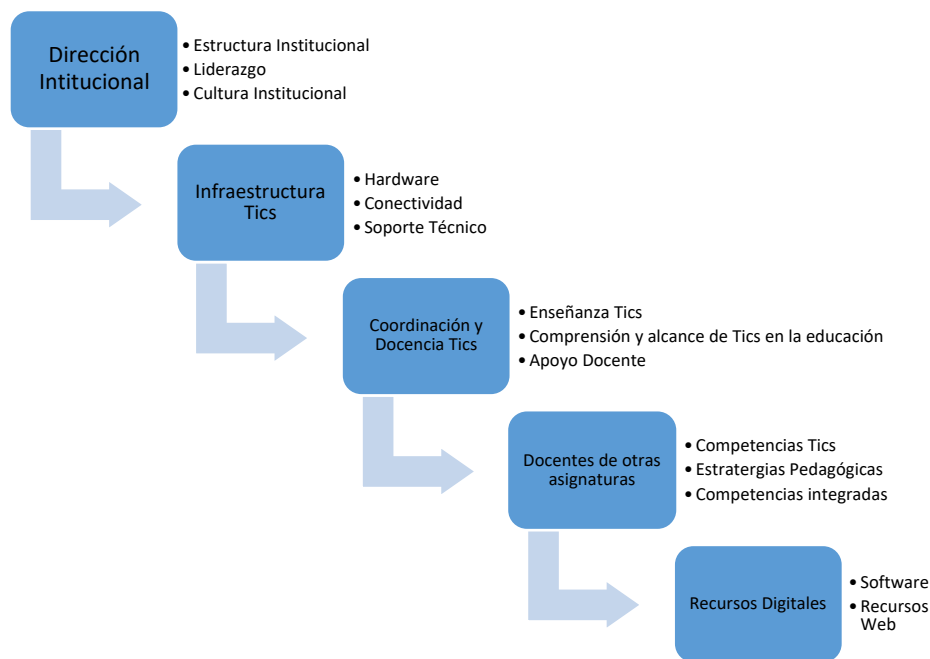 Dirección
Intitucional
• Estructura Institucional
• Liderazgo
• Cultura Institucional
Infraestructura
Tics
• Hardware
• Conectividad
• Soporte Técnico
Coordinación y
Docencia Tics
• Enseñanza Tics
• Comprensión y alcance de Tics en la educación
• Apoyo Docente
Docentes de otras
asignaturas
• Competencias Tics
• Estratergias Pedagógicas
• Competencias integradas
Recursos Digitales
• Software
• Recursos
Web